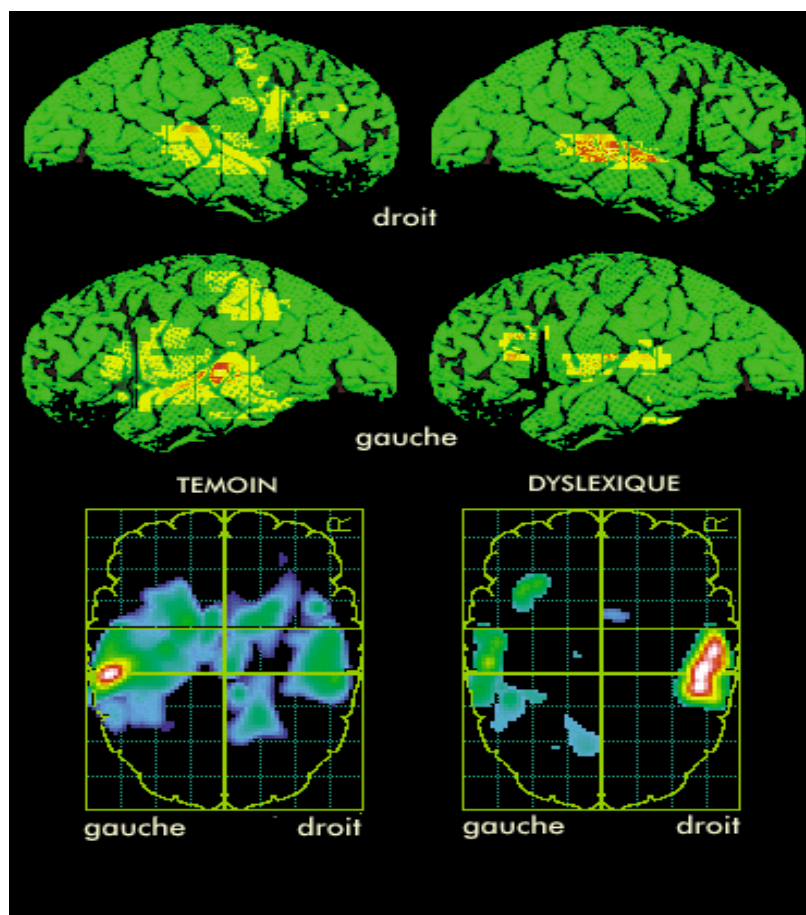 droit
gauche
TEMOIN DYSLEXIQUE
R R
gauche droit gauche droit